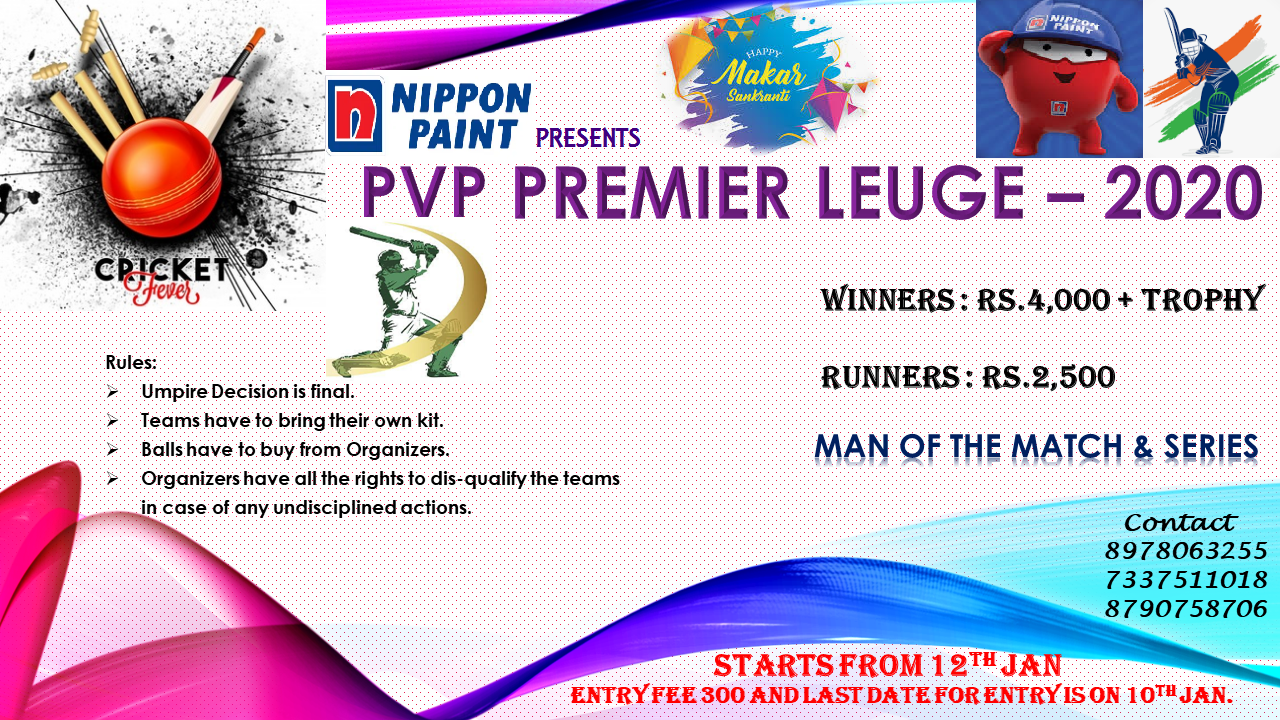 HAPPY
Makar
Sankranti
NIPPON
PAINT
n
NIPPON
PAINT
PRESENTS
PVP PREMIER LEUGE – 2020
CRICKET
Fever
WINNERS : RS.4,000 + TROPHY
RUNNERS : RS.2,500
MAN OF THE MATCH & SERIES
Rules:
Umpire Decision is final.
Teams have to bring their own kit.
Balls have to buy from Organizers.
Organizers have all the rights to dis-qualify the teams
in case of any undisciplined actions.
Contact
8978063255
7337511018
8790758706
STARTS FROM 12TH JAN
ENTRY FEE 300 AND LAST DATE FOR ENTRY IS ON 10TH JAN.